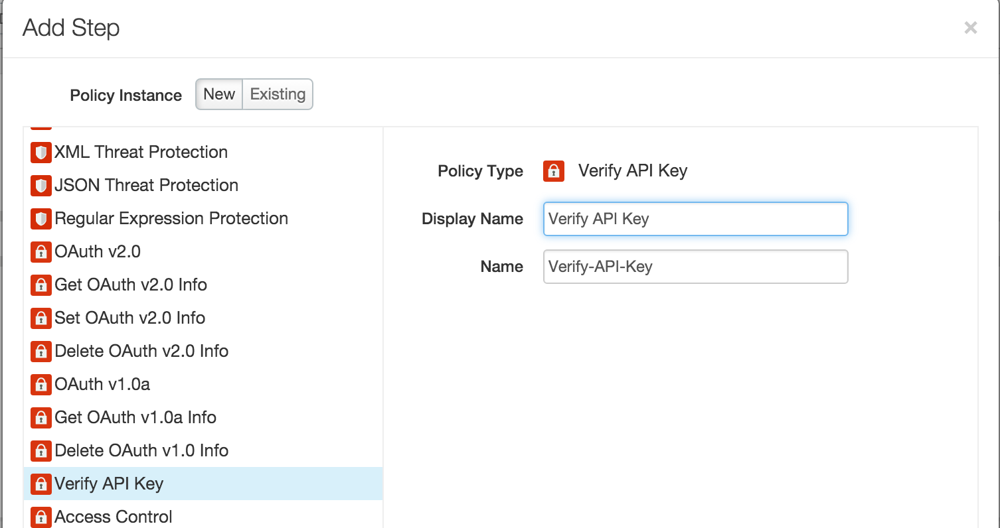 Add Step
×
Policy Instance New Existing
XML Threat Protection
JSON Threat Protection
Regular Expression Protection
OAuth v2.0
Get OAuth v2.0 Info
Set OAuth v2.0 Info
Delete OAuth v2.0 Info
OAuth v1.0a
Get OAuth v1.0a Info
Delete OAuth v1.0 Info
Verify API Key
Access Control
Policy Type Verify API Key
Display Name Verify API Key
Name Verify-API-Key